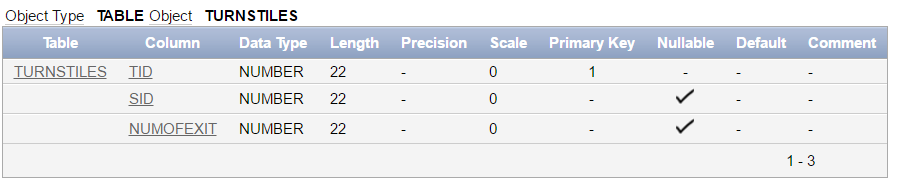 Object Type TABLE Object TURNSTILES
Table Column Data Type Length Precision Scale Primary Key Nullable Default Comment
TURNSTILES TID NUMBER 22 - 0 1 - - -
SID NUMBER 22 - 0 - ✓ - -
NUMOFEXIT NUMBER 22 - 0 - ✓ - -
1 - 3